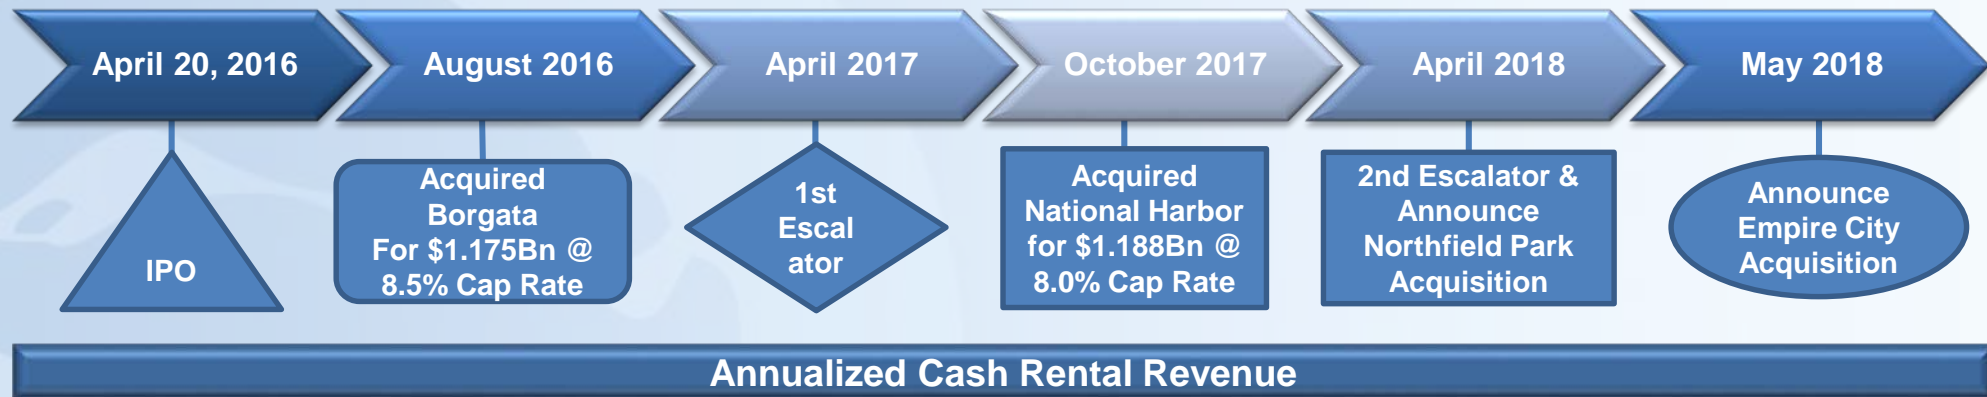 April 20, 2016
August 2016
April 2017
October 2017
April 2018
May 2018
IPO
Acquired
Borgata
For $1.175Bn @
8.5% Cap Rate
1st
Escal
ator
Acquired
National Harbor
for $1.188Bn @
8.0% Cap Rate
2nd Escalator &
Announce
Northfield Park
Acquisition
Announce
Empire City
Acquisition
Annualized Cash Rental Revenue